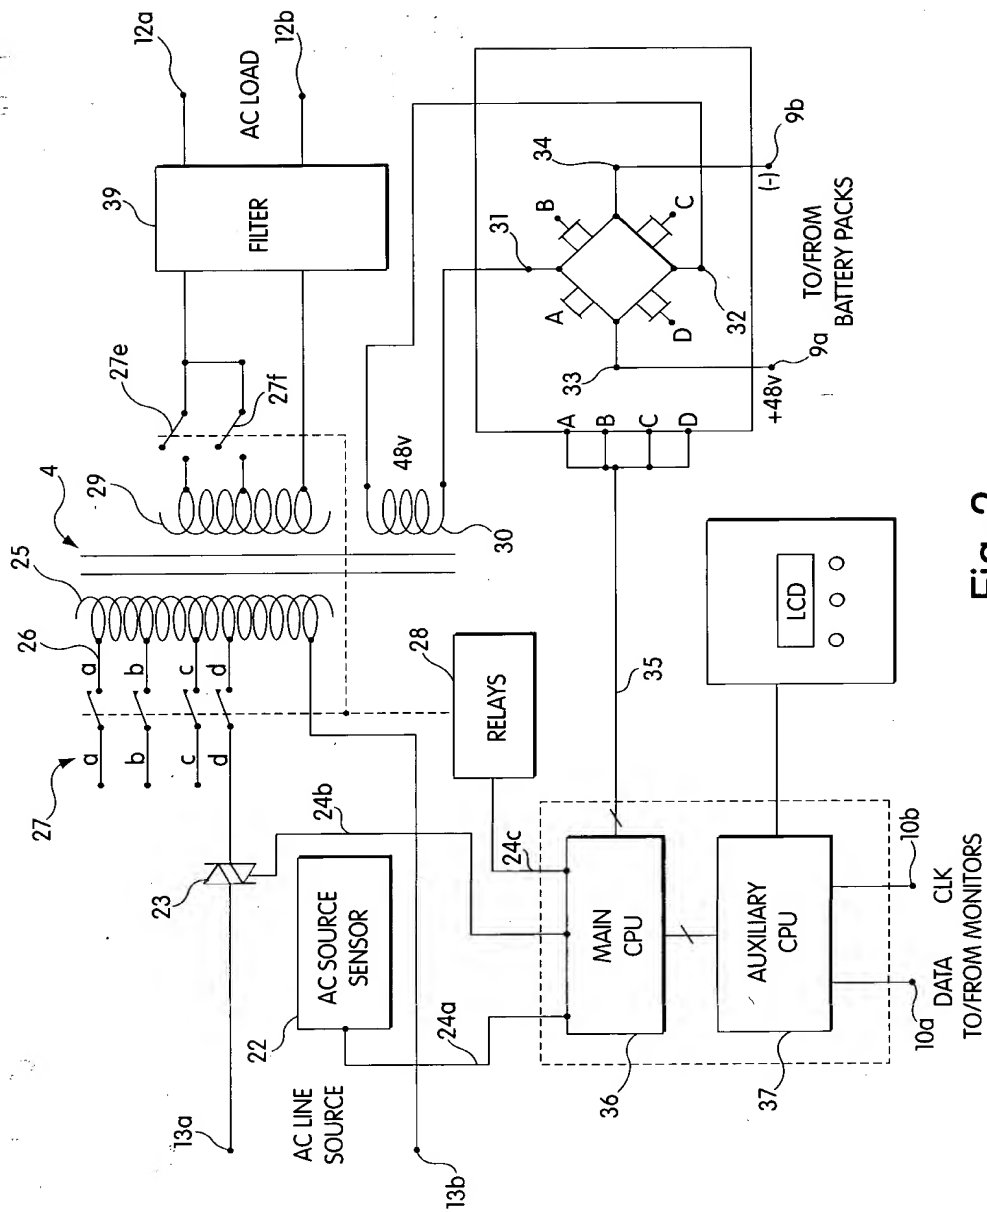 12a
12b
AC LOAD
39
FILTER
27e
27f
4
29
25
26
27
a
b
c
d
a
b
c
d
48v
30
31
34
B
A
C
D
32
33
A
B
C
D
9b
(-)
9a
+48v
TO/FROM
BATTERY PACKS
28
RELAYS
35
24b
24c
23
AC SOURCE
SENSOR
22
24a
13a
AC LINE
SOURCE
13b
MAIN
CPU
36
AUXILIARY
CPU
37
LCD
10b
CLK
10a
DATA
TO/FROM MONITORS
Fig.